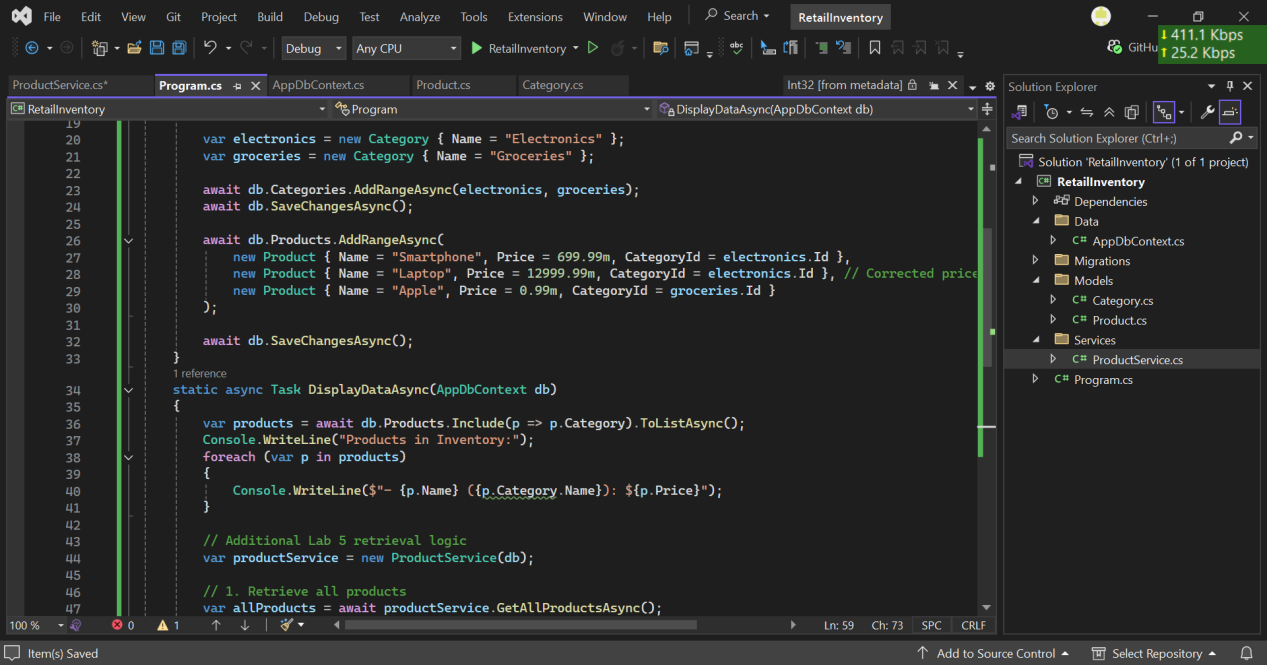 File Edit View Git Project Build Debug Test Analyze Tools Extensions Window Help Search RetailInventory
411.1 Kbps
25.2 Kbps
Debug Any CPU RetailInventory GitHu
ProductService.cs* Program.cs AppDbContext.cs Product.cs Category.cs Int32 [from metadata]
RetailInventory Program DisplayDataAsync(AppDbContext db)
19
20 var electronics = new Category { Name = "Electronics" };
21 var groceries = new Category { Name = "Groceries" };
22
23 await db.Categories.AddRangeAsync(electronics, groceries);
24 await db.SaveChangesAsync();
25
26 await db.Products.AddRangeAsync(
27 new Product { Name = "Smartphone", Price = 699.99m, CategoryId = electronics.Id },
28 new Product { Name = "Laptop", Price = 12999.99m, CategoryId = electronics.Id }, // Corrected price
29 new Product { Name = "Apple", Price = 0.99m, CategoryId = groceries.Id }
30 );
31
32 await db.SaveChangesAsync();
33 }
1 reference
34 static async Task DisplayDataAsync(AppDbContext db)
35 {
36 var products = await db.Products.Include(p => p.Category).ToListAsync();
37 Console.WriteLine("Products in Inventory:");
38 foreach (var p in products)
39 {
40 Console.WriteLine($"- {p.Name} ({p.Category.Name}): ${p.Price}");
41 }
42
43 // Additional Lab 5 retrieval logic
44 var productService = new ProductService(db);
45
46 // 1. Retrieve all products
47 var allProducts = await productService.GetAllProductsAsync();
100 % 0 1 Ln: 59 Ch: 73 SPC CRLF
Solution Explorer
Search Solution Explorer (Ctrl+;)
Solution 'RetailInventory' (1 of 1 project)
C# RetailInventory
Dependencies
Data
C# AppDbContext.cs
Migrations
Models
C# Category.cs
C# Product.cs
Services
C# ProductService.cs
C# Program.cs
Item(s) Saved Add to Source Control Select Repository